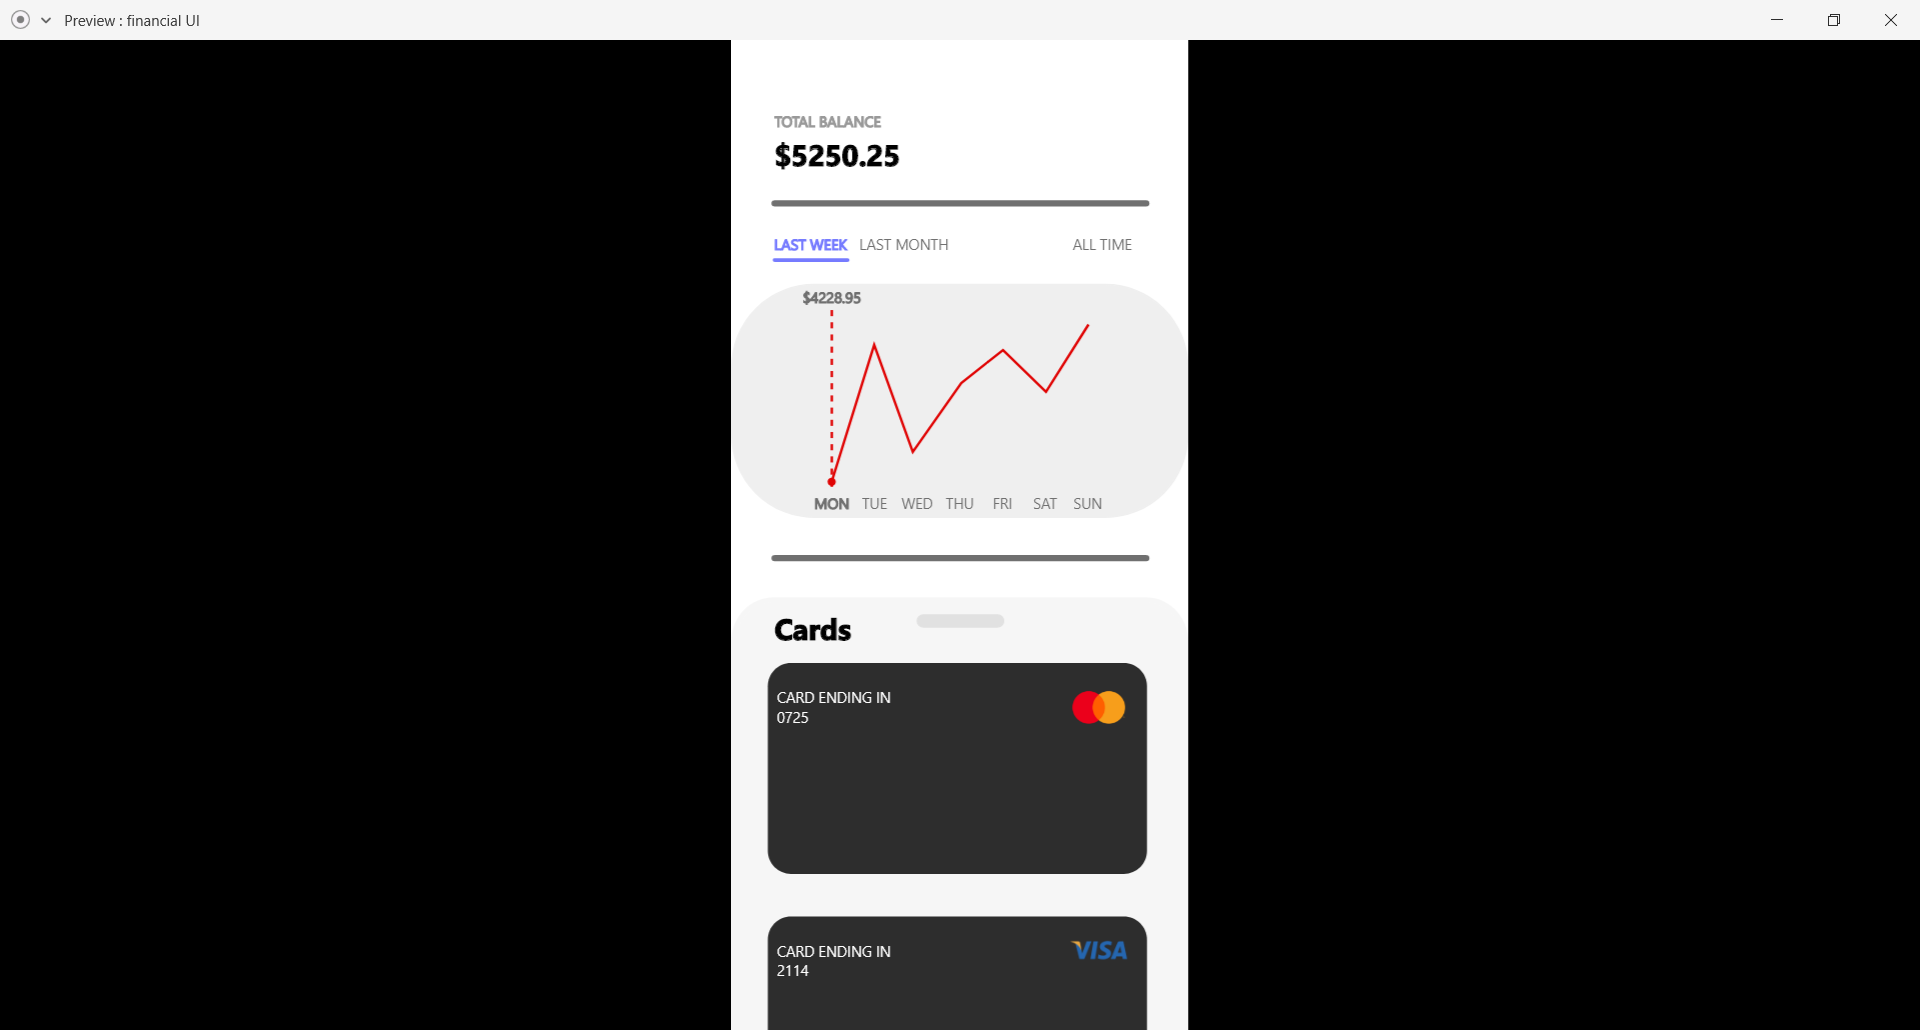 Preview : financial UI
TOTAL BALANCE
$5250.25
LAST WEEK LAST MONTH ALL TIME
$4228.95
MON TUE WED THU FRI SAT SUN
Cards
CARD ENDING IN
0725
CARD ENDING IN
2114
VISA